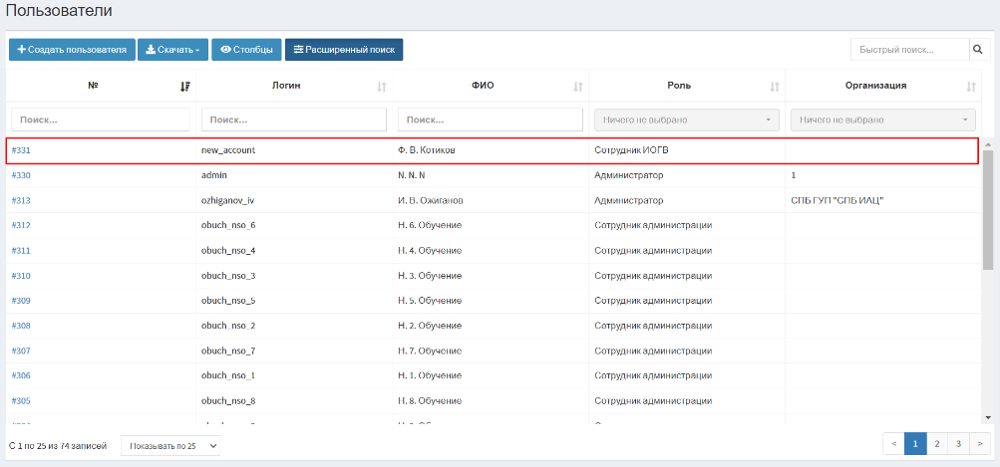 Пользователи
Создать пользователя Скачать Столбцы Расширенный поиск Быстрый поиск...
№ Логин ФИО Роль Организация
Поиск... Поиск... Поиск... Ничего не выбрано Ничего не выбрано
#331 new_account Ф. В. Котиков Сотрудник ИОГВ
#330 admin N. N. N Администратор 1
#313 ozhiganov_iv И. В. Ожиганов Администратор СПБ ГУП "СПБ ИАЦ"
#312 obuch_nso_6 Н. 6. Обучение Сотрудник администрации
#311 obuch_nso_4 Н. 4. Обучение Сотрудник администрации
#310 obuch_nso_3 Н. 3. Обучение Сотрудник администрации
#309 obuch_nso_5 Н. 5. Обучение Сотрудник администрации
#308 obuch_nso_2 Н. 2. Обучение Сотрудник администрации
#307 obuch_nso_7 Н. 7. Обучение Сотрудник администрации
#306 obuch_nso_1 Н. 1. Обучение Сотрудник администрации
#305 obuch_nso_8 Н. 8. Обучение Сотрудник администрации
С 1 по 25 из 74 записей Показывать по 25 < 1 2 3 >